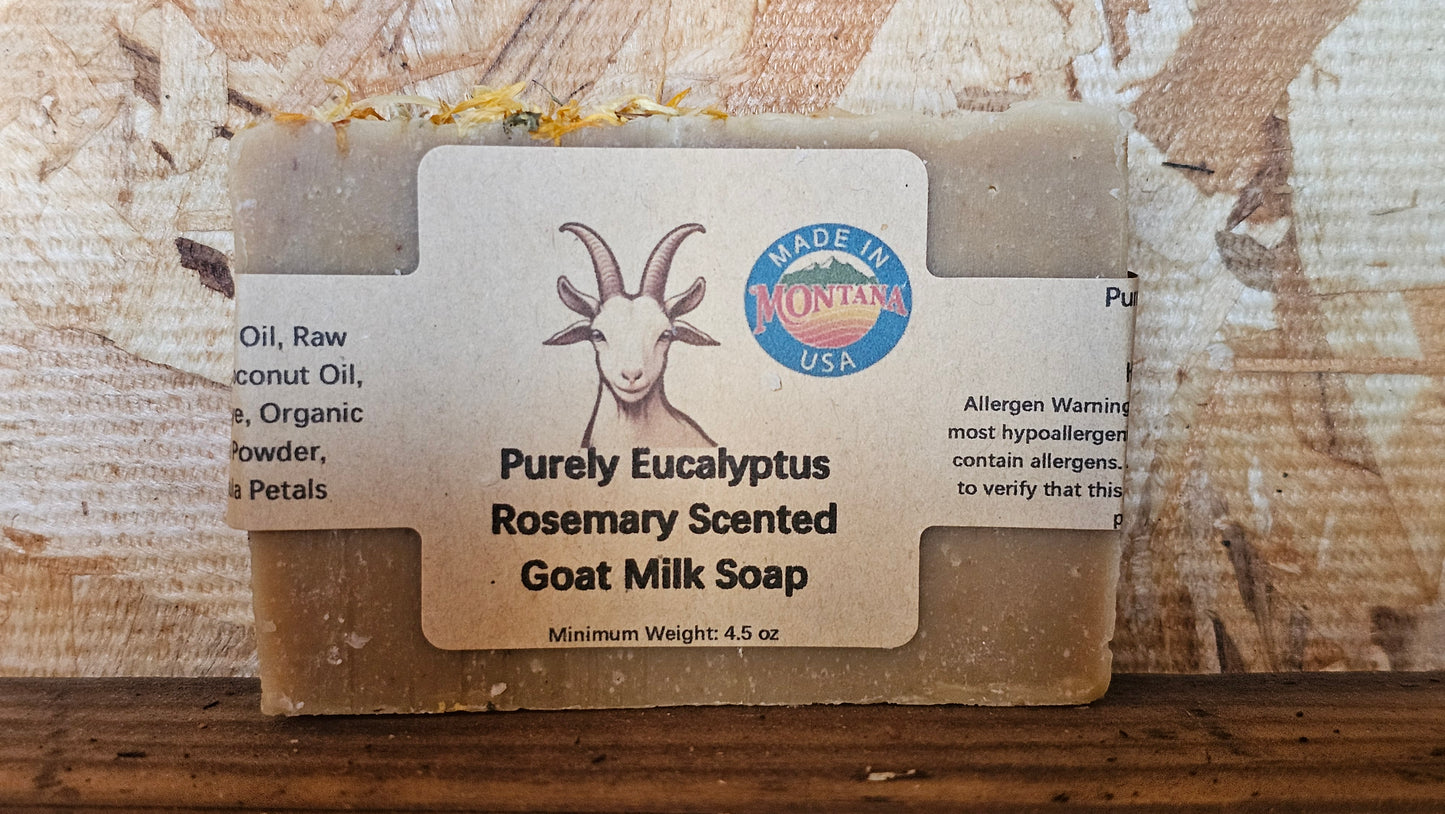 Oil, Raw
conut Oil,
e, Organic
Powder,
a Petals
MADE IN
MONTANA
USA
Purely Eucalyptus
Rosemary Scented
Goat Milk Soap
Minimum Weight: 4.5 oz
Pur
Allergen Warning
most hypoallergen
contain allergens.
to verify that this
p